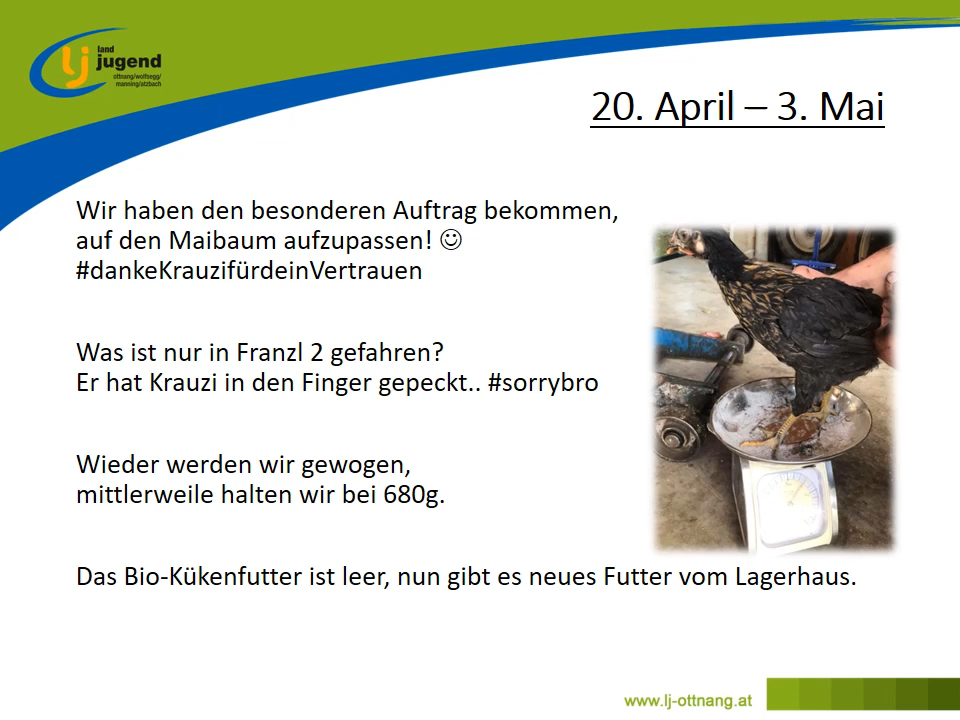 land
jugend
ottnang/wolfsegg/
manning/atzbach
20. April – 3. Mai
Wir haben den besonderen Auftrag bekommen,
auf den Maibaum aufzupassen! ☺
#dankeKrauzifürdeinVertrauen
Was ist nur in Franzl 2 gefahren?
Er hat Krauzi in den Finger gepeckt.. #sorrybro
Wieder werden wir gewogen,
mittlerweile halten wir bei 680g.
Das Bio-Kükenfutter ist leer, nun gibt es neues Futter vom Lagerhaus.
www.lj-ottnang.at